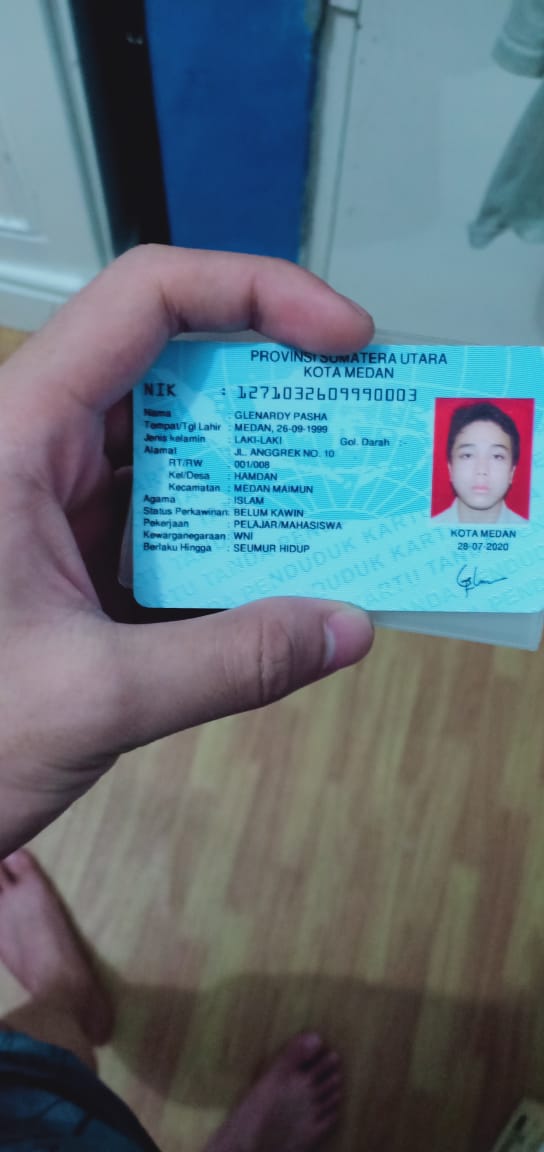 PROVINSI SUMATERA UTARA
KOTA MEDAN
NIK : 1271032609990003
Nama : GLENARDY PASHA
Tempat/Tgl Lahir : MEDAN, 26-09-1999
Jenis kelamin : LAKI-LAKI Gol. Darah : -
Alamat : JL. ANGGREK NO. 10
RT/RW : 001/008
Kel/Desa : HAMDAN
Kecamatan : MEDAN MAIMUN
Agama : ISLAM
Status Perkawinan: BELUM KAWIN
Pekerjaan : PELAJAR/MAHASISWA
Kewarganegaraan: WNI
Berlaku Hingga : SEUMUR HIDUP
KOTA MEDAN
28-07-2020